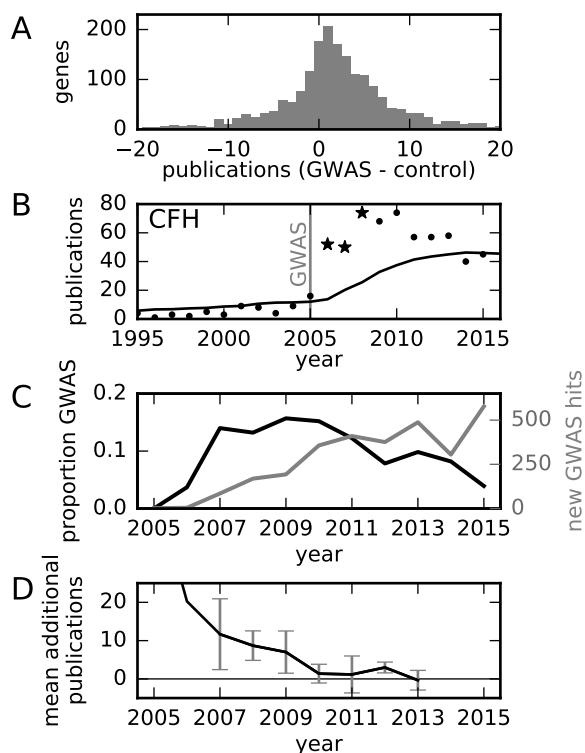 A
genes
200
100
0
−20
−10
0
10
20
publications (GWAS - control)
B
publications
80
60
40
20
0
CFH
GWAS
1995
2000
2005
2010
2015
year
C
proportion GWAS
0.2
0.1
0.0
new GWAS hits
500
250
0
2005
2007
2009
2011
2013
2015
year
D
mean additional
publications
20
10
0
2005
2007
2009
2011
2013
2015
year